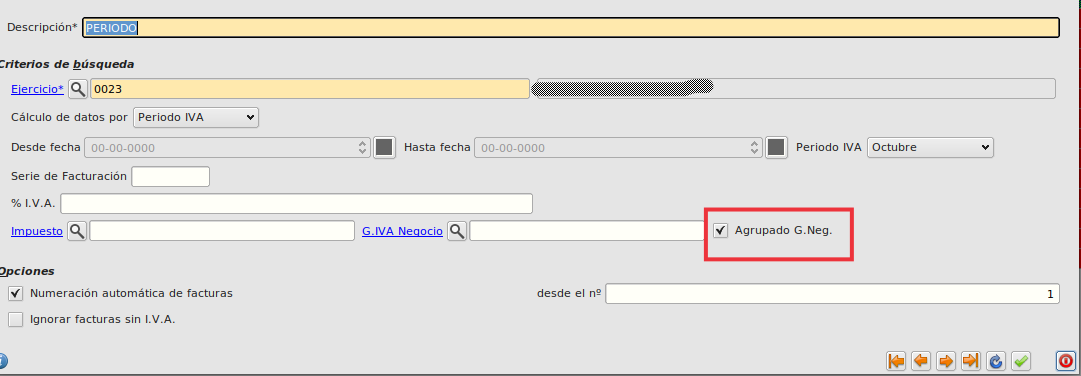 Descripción* PERIODO
Criterios de búsqueda
Ejercicio* 0023
Cálculo de datos por Periodo IVA
Desde fecha 00-00-0000 Hasta fecha 00-00-0000 Periodo IVA Octubre
Serie de Facturación
% I.V.A.
Impuesto G.IVA Negocio Agrupado G.Neg.
Opciones
Numeración automática de facturas desde el nº 1
Ignorar facturas sin I.V.A.